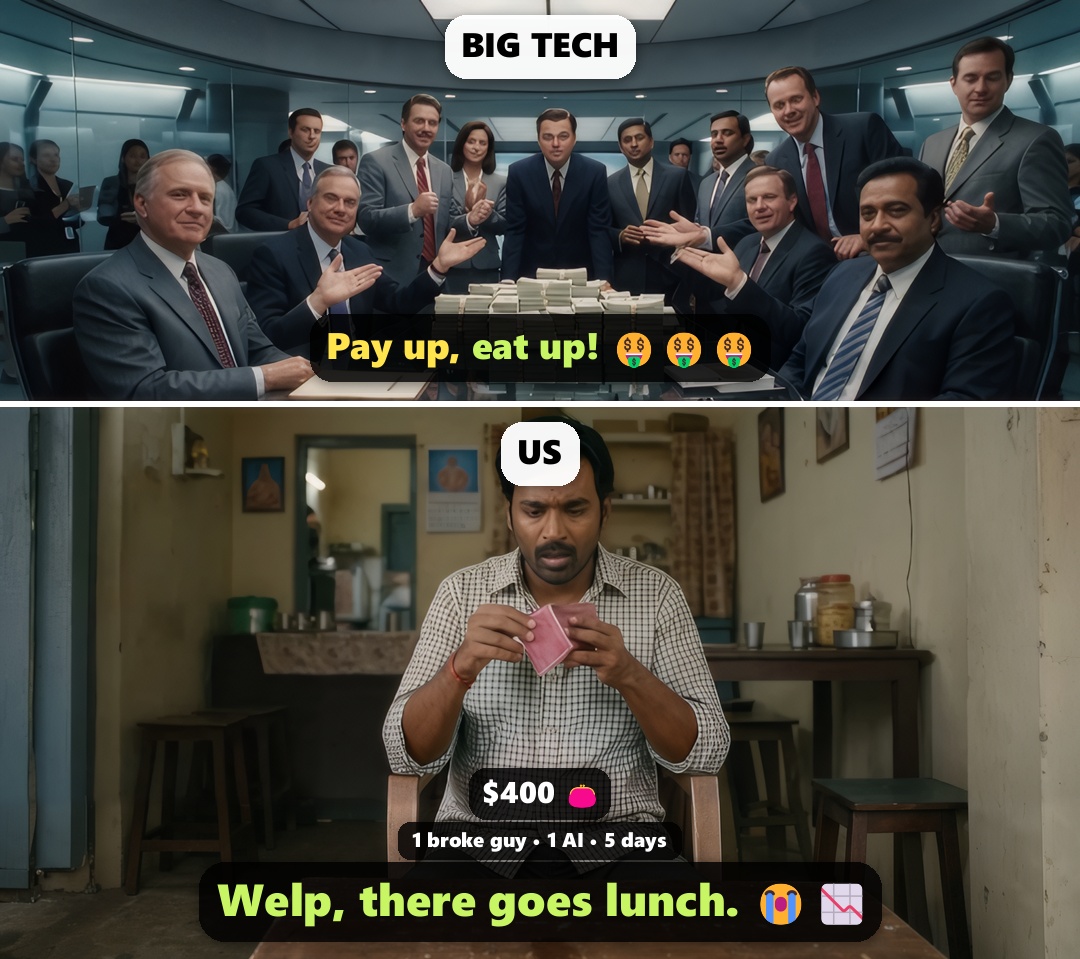 BIG TECH
Pay up, eat up! 🤑 🤑 🤑
US
$400 👛
1 broke guy • 1 AI • 5 days
Welp, there goes lunch. 😭 📉